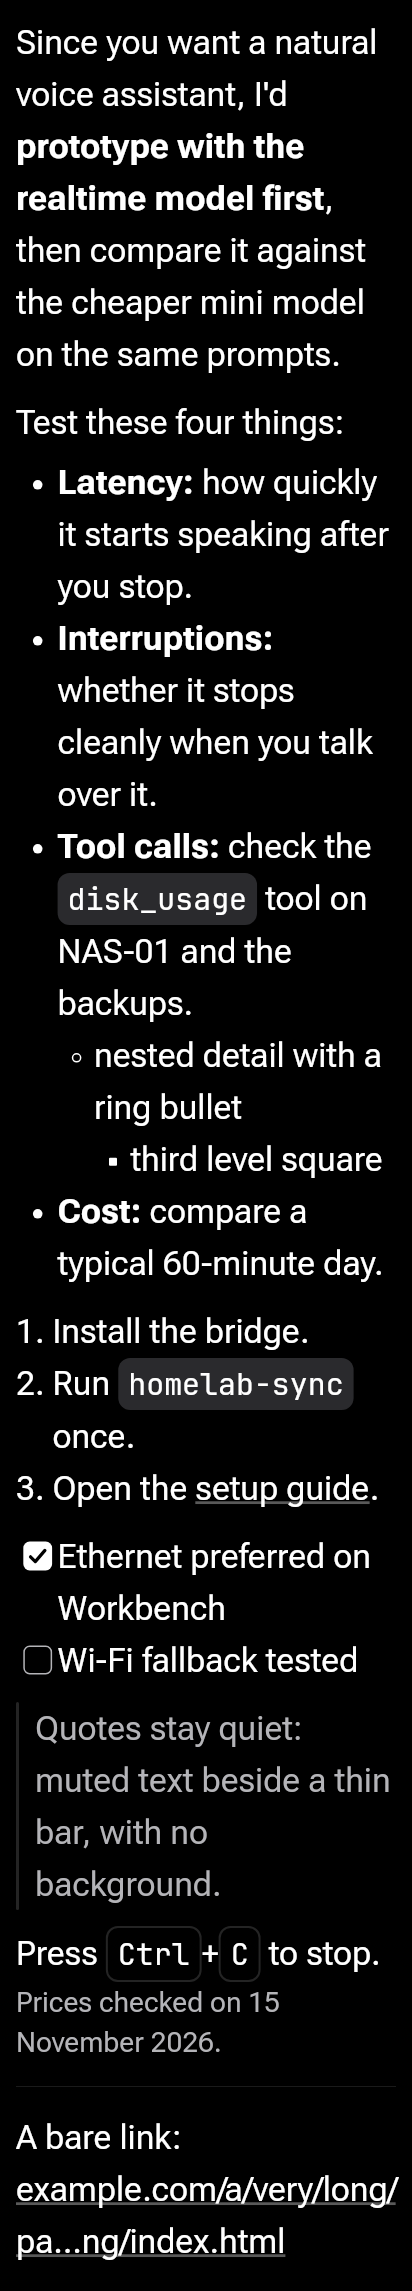 Since you want a natural
voice assistant, I'd
prototype with the
realtime model first,
then compare it against
the cheaper mini model
on the same prompts.
Test these four things:
• Latency: how quickly
it starts speaking after
you stop.
• Interruptions:
whether it stops
cleanly when you talk
over it.
• Tool calls: check the
disk_usage tool on
NAS-01 and the
backups.
◦ nested detail with a
ring bullet
▪ third level square
• Cost: compare a
typical 60-minute day.
1. Install the bridge.
2. Run homelab-sync
once.
3. Open the setup guide.
Ethernet preferred on
Workbench
Wi-Fi fallback tested
Quotes stay quiet:
muted text beside a thin
bar, with no
background.
Press Ctrl+C to stop.
Prices checked on 15
November 2026.
A bare link:
example.com/a/very/long/
pa...ng/index.html